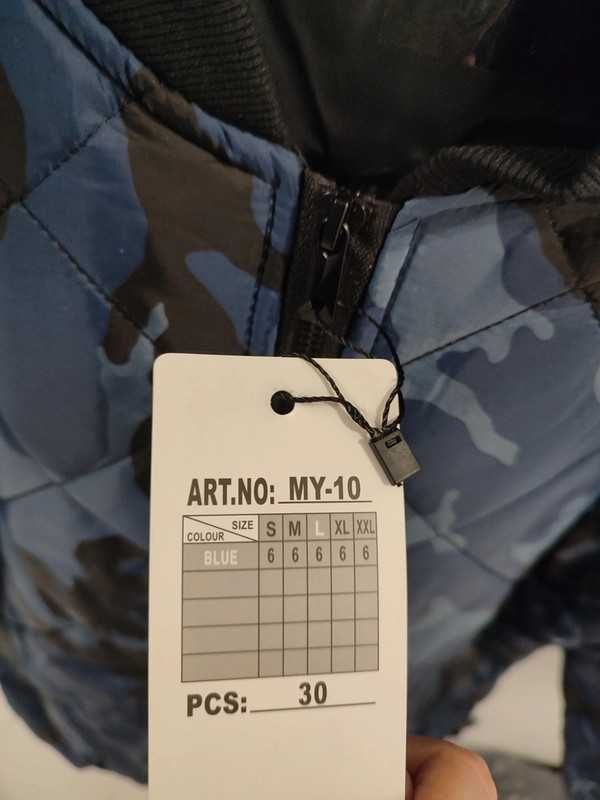 ART.NO: MY-10
SIZE
COLOUR
S M L XL XXL
BLUE 6 6 6 6 6
PCS: 30